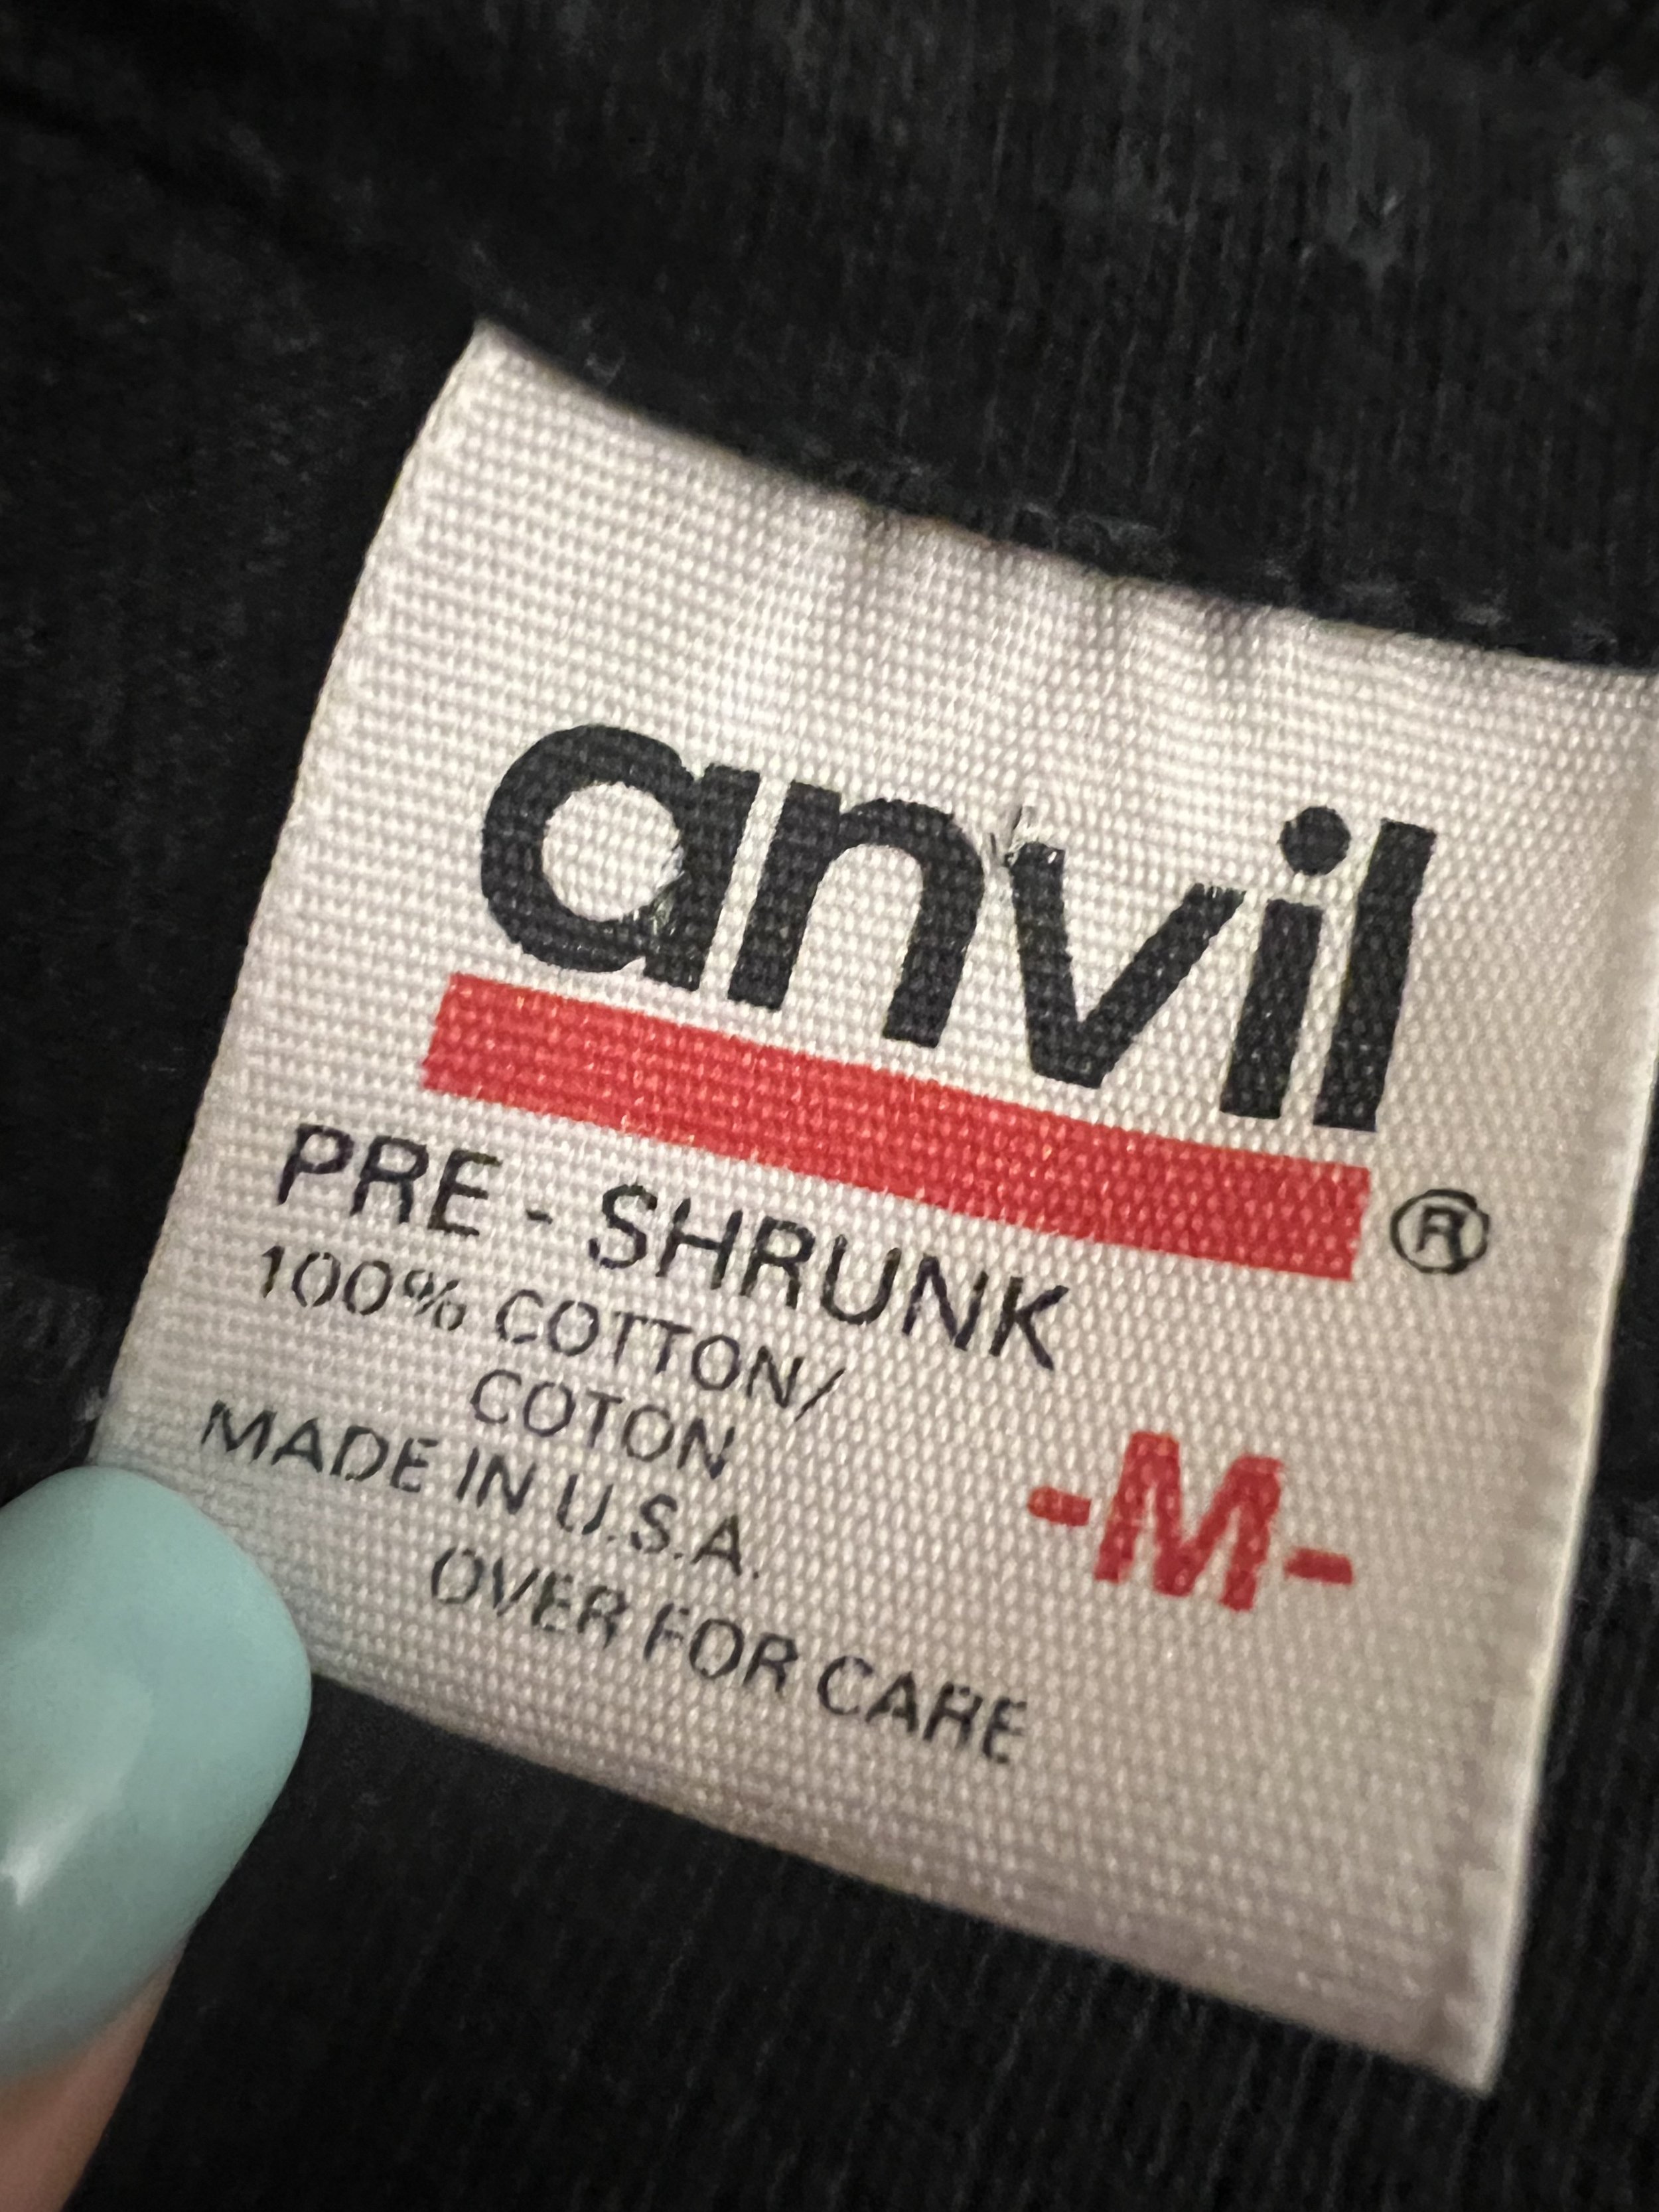 anvil
®
PRE - SHRUNK
100% COTTON/
COTON
MADE IN U.S.A.
-M-
OVER FOR CARE